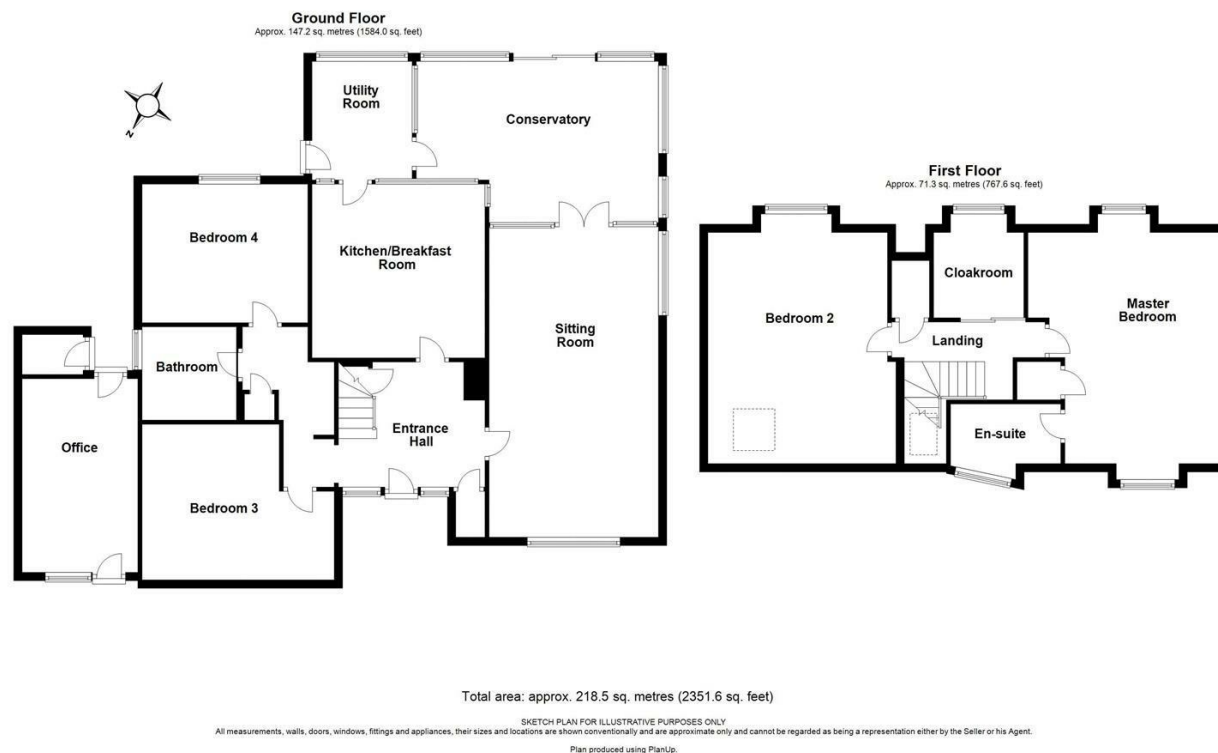 Ground Floor
Approx. 147.2 sq. metres (1584.0 sq. feet)
Utility
Room
Conservatory
N
Bedroom 4
Kitchen/Breakfast
Room
Sitting
Room
Bathroom
Office
Entrance
Hall
Bedroom 3
First Floor
Approx. 71.3 sq. metres (767.6 sq. feet)
Cloakroom
Bedroom 2
Master
Bedroom
Landing
En-suite
Total area: approx. 218.5 sq. metres (2351.6 sq. feet)
SKETCH PLAN FOR ILLUSTRATIVE PURPOSES ONLY
All measurements, walls, doors, windows, fittings and appliances, their sizes and locations are shown conventionally and are approximate only and cannot be regarded as being a representation either by the Seller or his Agent.
Plan produced using PlanUp.